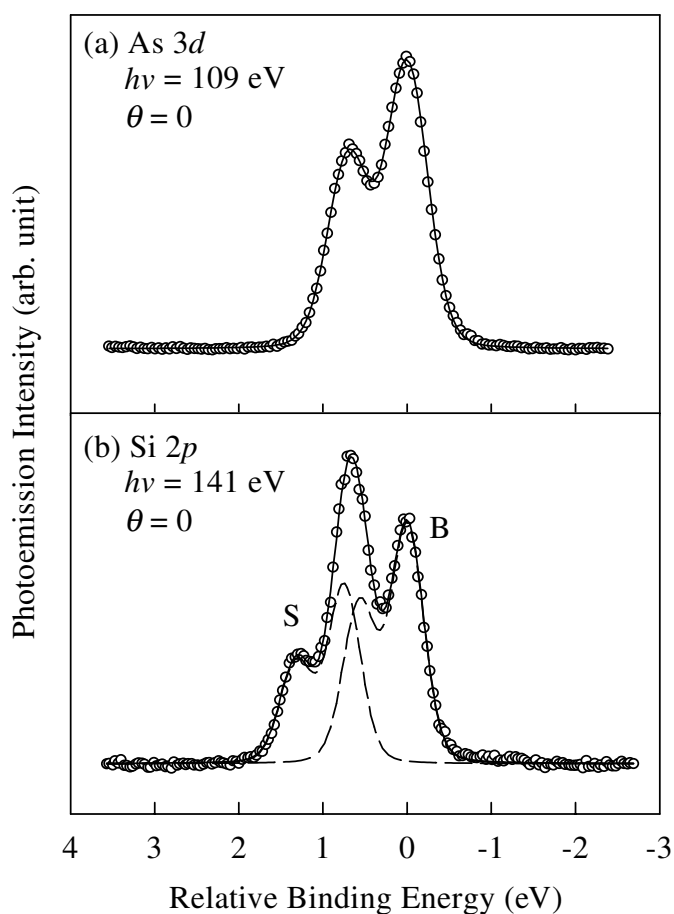 Photoemission Intensity (arb. unit)
(a) As 3d
hν = 109 eV
θ = 0
(b) Si 2p
hν = 141 eV
θ = 0
S
B
4 3 2 1 0 -1 -2 -3
Relative Binding Energy (eV)